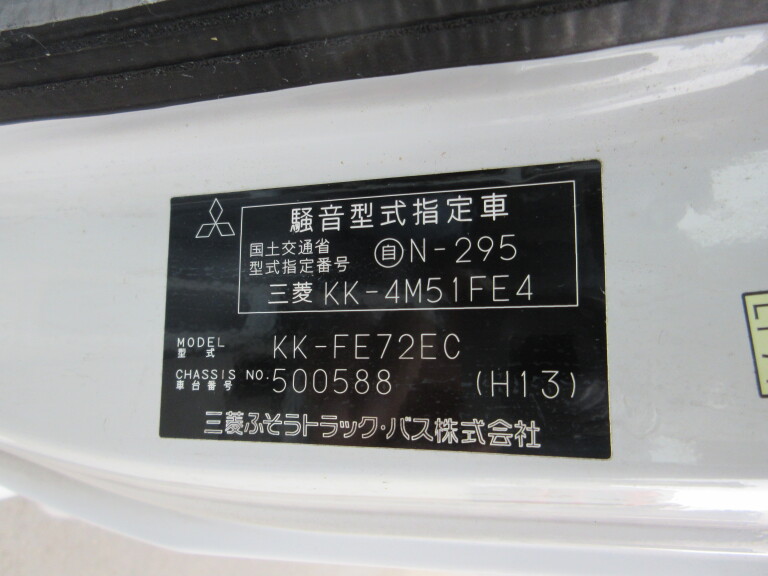 騒音型式指定車
国土交通省
型式指定番号 自N-295
三菱 KK-4M51FE4
MODEL
型式 KK-FE72EC
CHASSIS NO.
車台番号 500588 (H13)
三菱ふそうトラック・バス株式会社